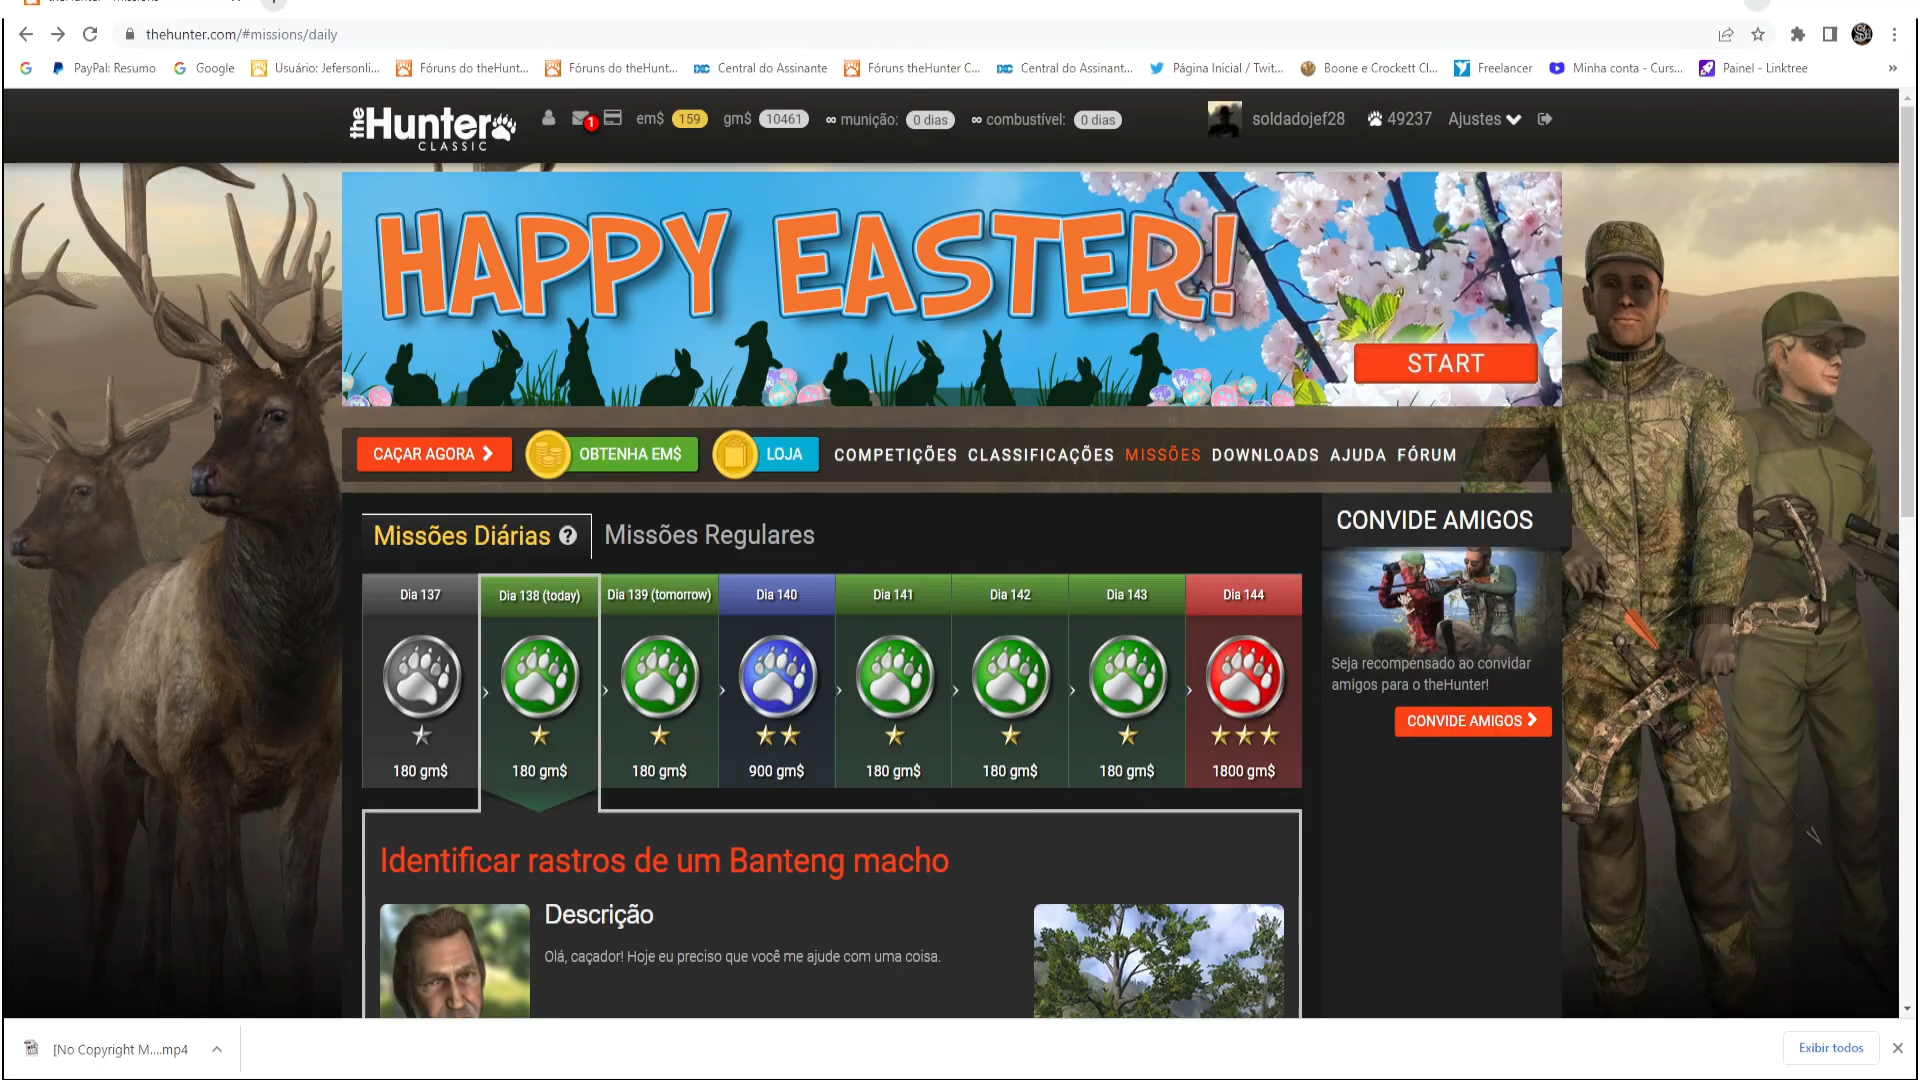 thehunter.com/#missions/daily
PayPal: Resumo
Google
Usuário: Jefersonli...
Fóruns do theHunt...
Fóruns do theHunt...
Central do Assinante
Fóruns theHunter C...
Central do Assinant...
Página Inicial / Twit...
Boone e Crockett Cl...
Freelancer
Minha conta - Curs...
Painel - Linktree
»
theHunter
CLASSIC
1
em$ 159
gm$ 10461
∞ munição: 0 dias
∞ combustível: 0 dias
soldadojef28
49237
Ajustes
HAPPY EASTER!
START
CAÇAR AGORA
OBTENHA EM$
LOJA
COMPETIÇÕES CLASSIFICAÇÕES MISSÕES DOWNLOADS AJUDA FÓRUM
Missões Diárias ?
Missões Regulares
CONVIDE AMIGOS
Dia 137
Dia 138 (today)
Dia 139 (tomorrow)
Dia 140
Dia 141
Dia 142
Dia 143
Dia 144
180 gm$
180 gm$
180 gm$
900 gm$
180 gm$
180 gm$
180 gm$
1800 gm$
Seja recompensado ao convidar
amigos para o theHunter!
CONVIDE AMIGOS
Identificar rastros de um Banteng macho
Descrição
Olá, caçador! Hoje eu preciso que você me ajude com uma coisa.
[No Copyright M....mp4
Exibir todos